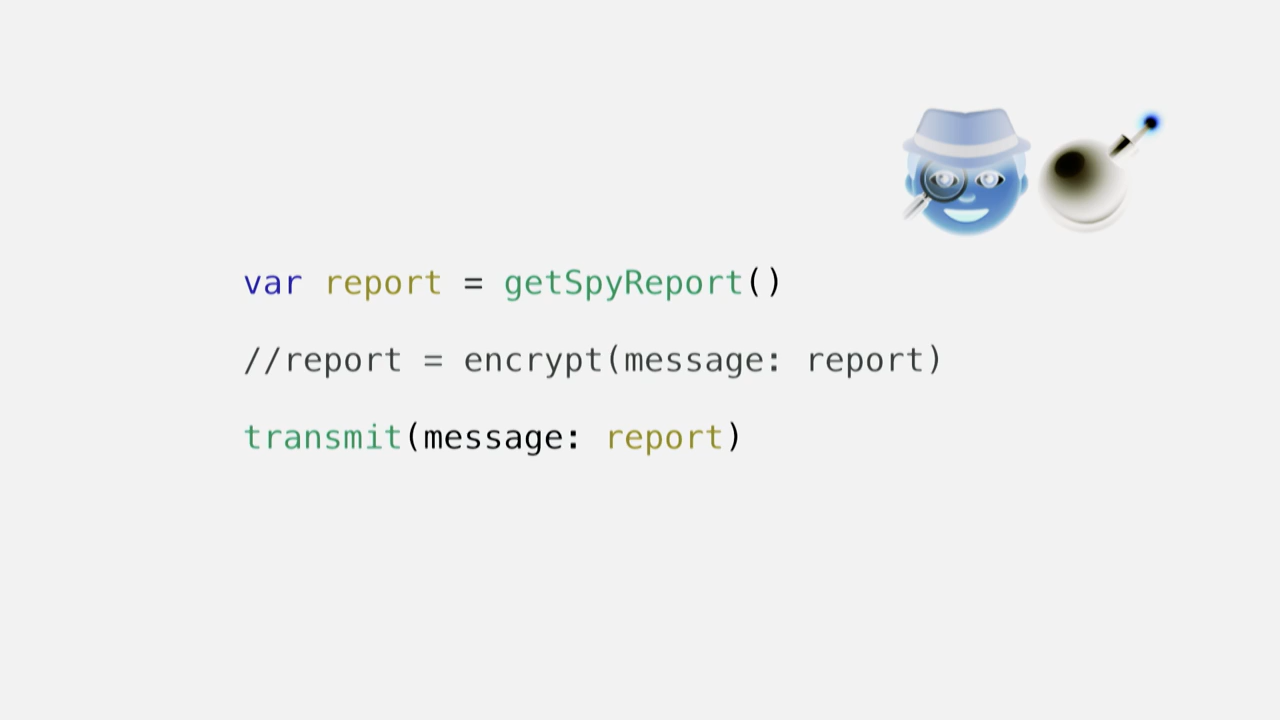 var report = getSpyReport()
//report = encrypt(message: report)
transmit(message: report)